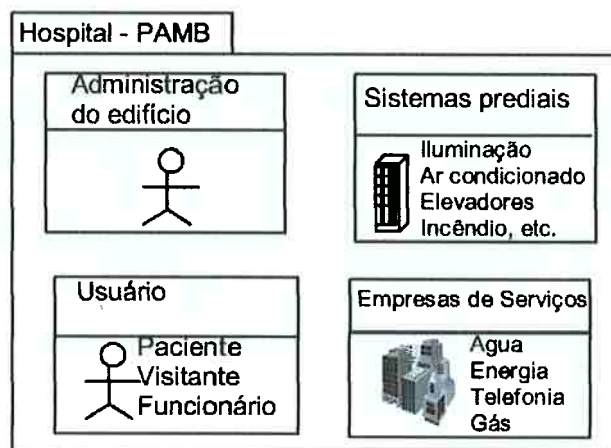 Hospital - PAMB
Administração
do edifício
Sistemas prediais
Iluminação
Ar condicionado
Elevadores
Incêndio, etc.
Usuário
Paciente
Visitante
Funcionário
Empresas de Serviços
Agua
Energia
Telefonia
Gás